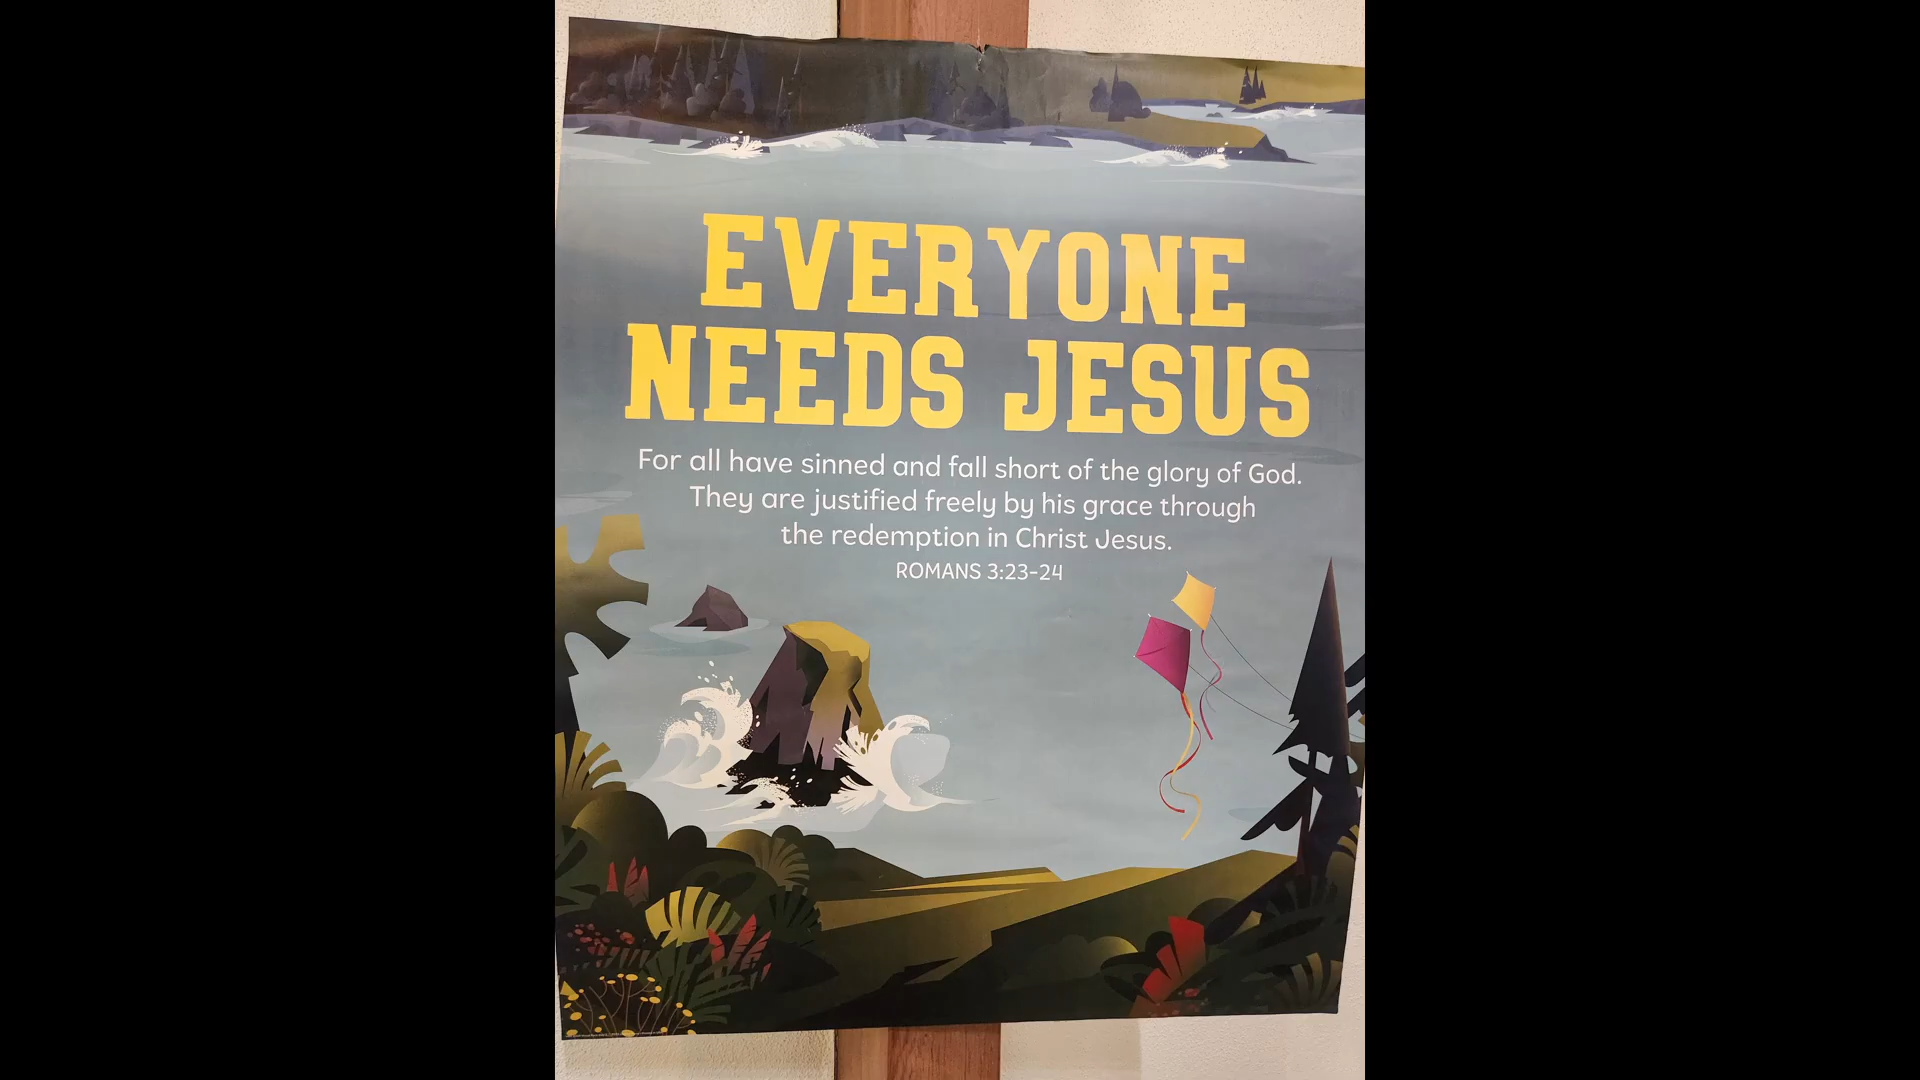 EVERYONE
NEEDS JESUS
For all have sinned and fall short of the glory of God.
They are justified freely by his grace through
the redemption in Christ Jesus.
ROMANS 3:23-24